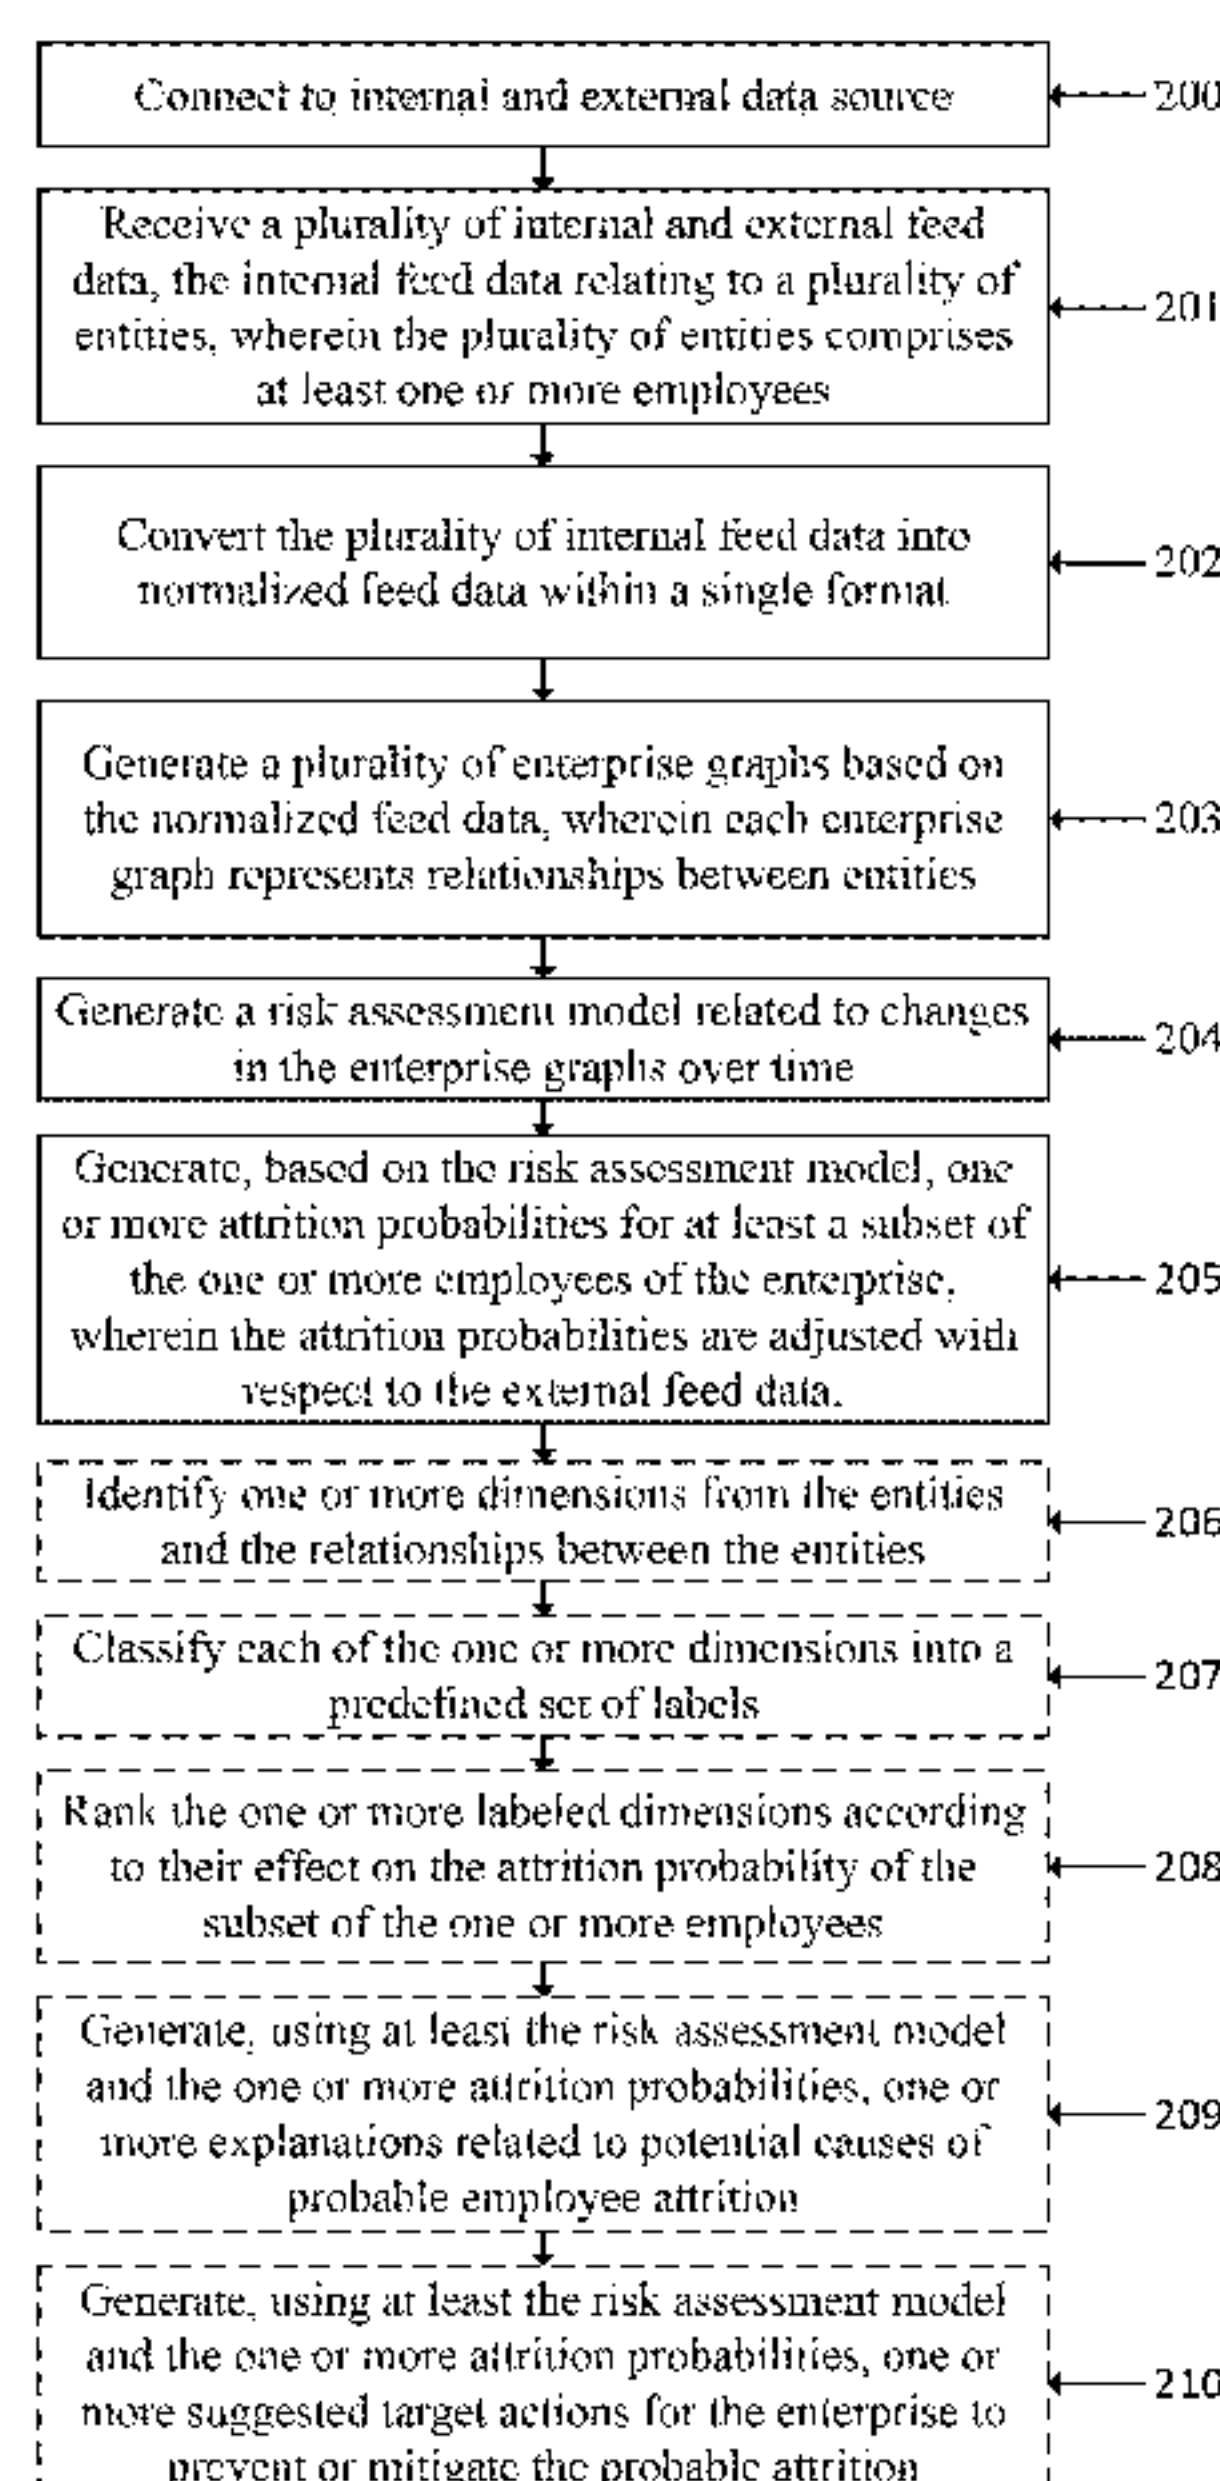 Connect to internal and external data source
200
Receive a plurality of internal and external feed
data, the internal feed data relating to a plurality of
entities, wherein the plurality of entities comprises
at least one or more employees
201
Convert the plurality of internal feed data into
normalized feed data within a single format
202
Generate a plurality of enterprise graphs based on
the normalized feed data, wherein each enterprise
graph represents relationships between entities
203
Generate a risk assessment model related to changes
in the enterprise graphs over time
204
Generate, based on the risk assessment model, one
or more attrition probabilities for at least a subset of
the one or more employees of the enterprise,
wherein the attrition probabilities are adjusted with
respect to the external feed data.
205
Identify one or more dimensions from the entities
and the relationships between the entities
206
Classify each of the one or more dimensions into a
predefined set of labels
207
Rank the one or more labeled dimensions according
to their effect on the attrition probability of the
subset of the one or more employees
208
Generate, using at least the risk assessment model
and the one or more attrition probabilities, one or
more explanations related to potential causes of
probable employee attrition
209
Generate, using at least the risk assessment model
and the one or more attrition probabilities, one or
more suggested target actions for the enterprise to
prevent or mitigate the probable attrition
210